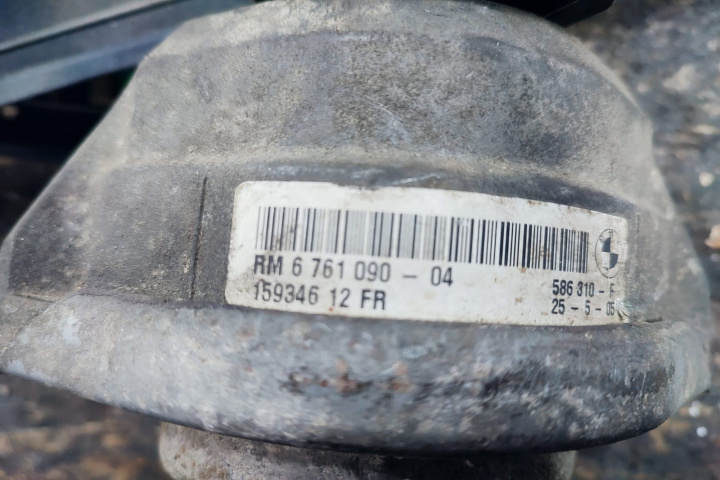 RM 6 761 090 - 04
159346 12 FR
586 310 - F
25 - 5 - 05